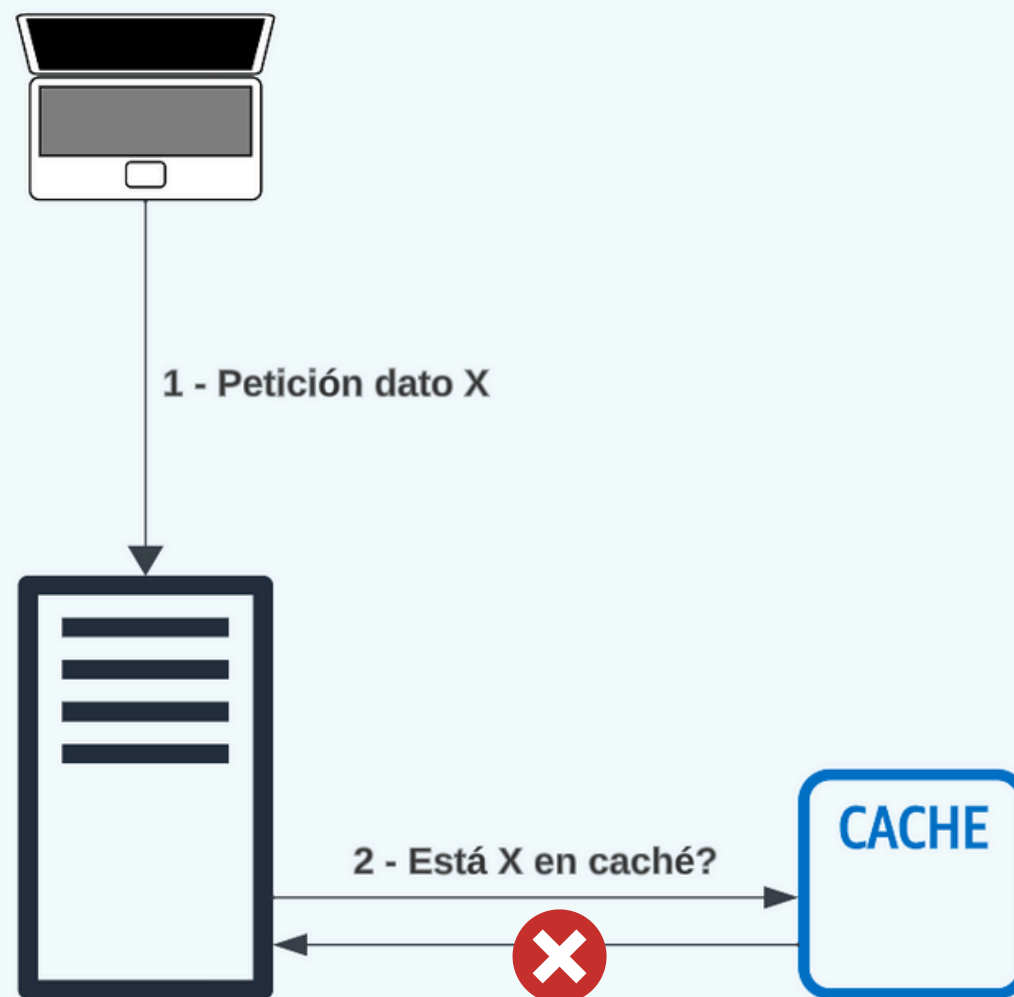 1 - Petición dato X
CACHE
2 - Está X en caché?